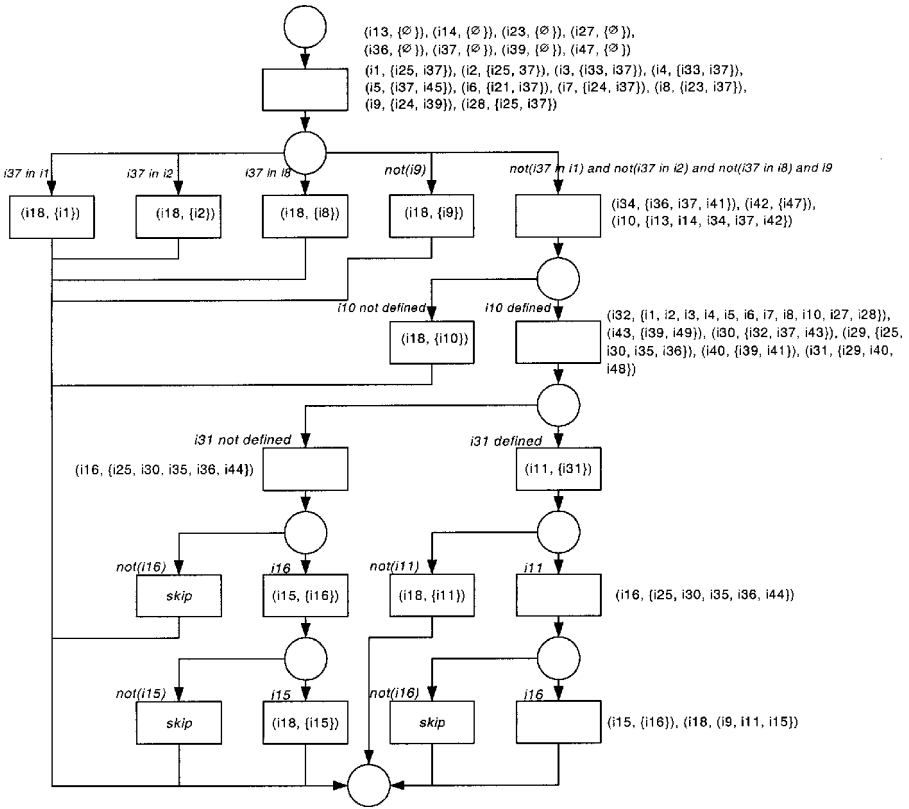 (i13, {∅}), (i14, {∅}), (i23, {∅}), (i27, {∅}),
(i36, {∅}), (i37, {∅}), (i39, {∅}), (i47, {∅})
(i1, {i25, i37}), (i2, {i25, 37}), (i3, {i33, i37}), (i4, {i33, i37}),
(i5, {i37, i45}), (i6, {i21, i37}), (i7, {i24, i37}), (i8, {i23, i37}),
(i9, {i24, i39}), (i28, {i25, i37})
i37 in i1
i37 in i2
i37 in i8
not(i9)
not(i37 in i1) and not(i37 in i2) and not(i37 in i8) and i9
(i18, {i1})
(i18, {i2})
(i18, {i8})
(i18, {i9})
(i34, {i36, i37, i41}), (i42, {i47}),
(i10, {i13, i14, i34, i37, i42})
i10 not defined
i10 defined
(i18, {i10})
(i32, {i1, i2, i3, i4, i5, i6, i7, i8, i10, i27, i28}),
(i43, {i39, i49}), (i30, {i32, i37, i43}), (i29, {i25,
i30, i35, i36}), (i40, {i39, i41}), (i31, {i29, i40,
i48})
i31 not defined
i31 defined
(i16, {i25, i30, i35, i36, i44})
(i11, {i31})
not(i16)
i16
not(i11)
i11
skip
(i15, {i16})
(i18, {i11})
(i16, {i25, i30, i35, i36, i44})
not(i15)
i15
not(i16)
i16
skip
(i18, {i15})
skip
(i15, {i16}), (i18, (i9, i11, i15})